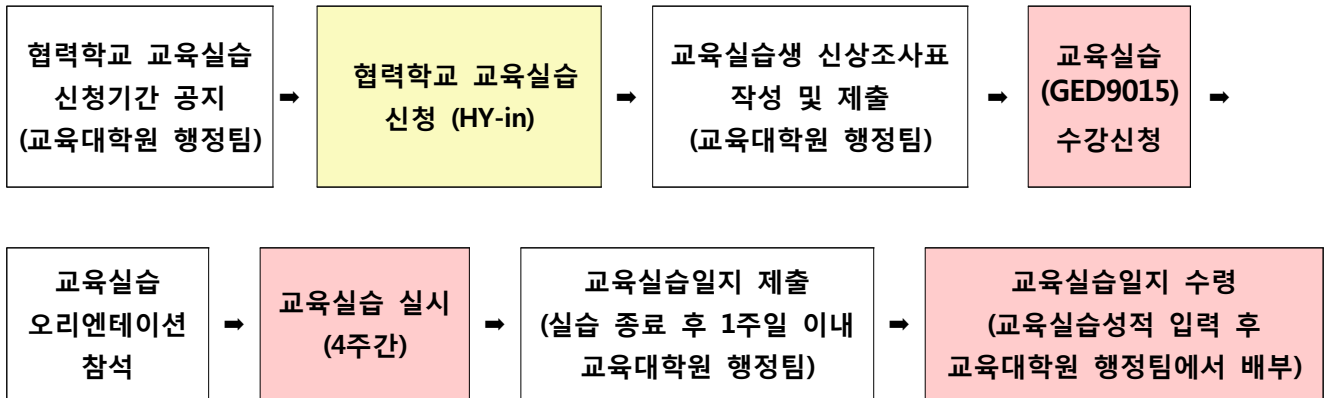 협력학교 교육실습
신청기간 공지
(교육대학원 행정팀)
➡
협력학교 교육실습
신청 (HY-in)
➡
교육실습생 신상조사표
작성 및 제출
(교육대학원 행정팀)
➡
교육실습
(GED9015)
수강신청
➡
교육실습
오리엔테이션
참석
➡
교육실습 실시
(4주간)
➡
교육실습일지 제출
(실습 종료 후 1주일 이내
교육대학원 행정팀)
➡
교육실습일지 수령
(교육실습성적 입력 후
교육대학원 행정팀에서 배부)